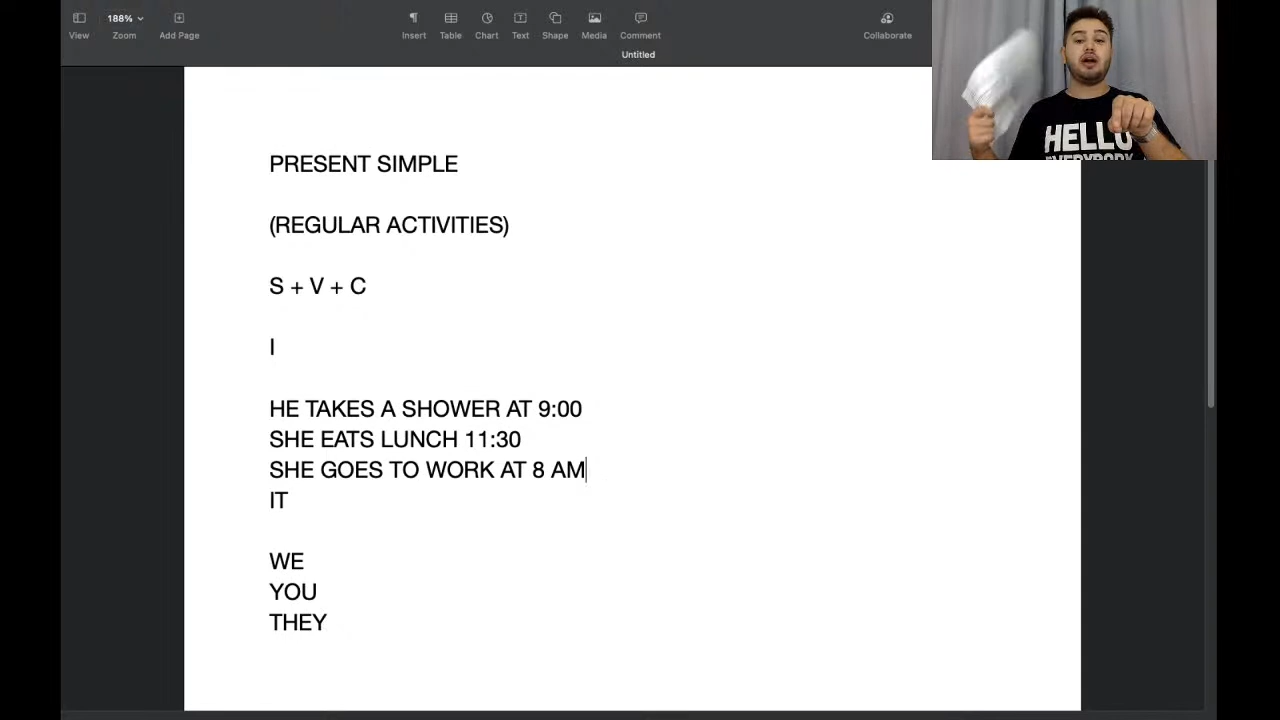 188%
View
Zoom
Add Page
Insert
Table
Chart
Text
Shape
Media
Comment
Collaborate
Untitled
HELLO
EVERYBODY
PRESENT SIMPLE
(REGULAR ACTIVITIES)
S + V + C
I
HE TAKES A SHOWER AT 9:00
SHE EATS LUNCH 11:30
SHE GOES TO WORK AT 8 AM
IT
WE
YOU
THEY